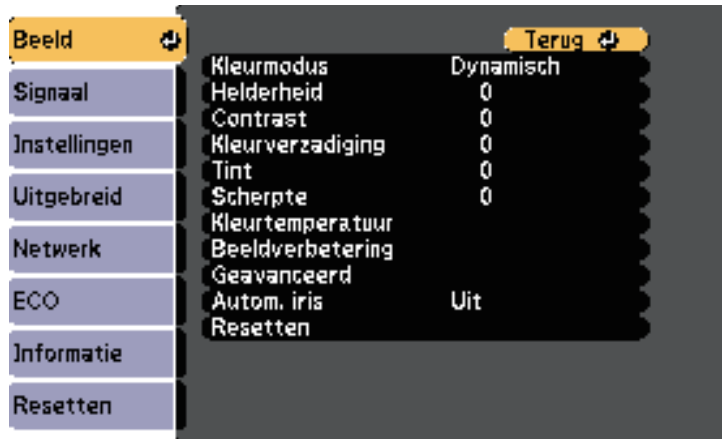 Beeld
Signaal
Instellingen
Uitgebreid
Netwerk
ECO
Informatie
Resetten
Terug
Kleurmodus Dynamisch
Helderheid 0
Contrast 0
Kleurverzadiging 0
Tint 0
Scherpte 0
Kleurtemperatuur
Beeldverbetering
Geavanceerd
Autom. iris Uit
Resetten